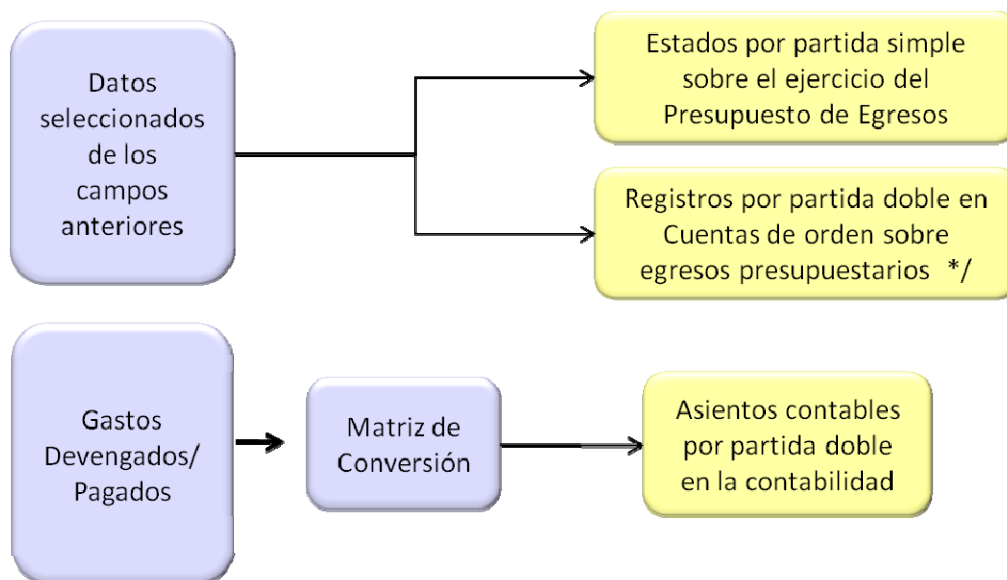 Datos
seleccionados
de los
campos
anteriores
Estados por partida simple
sobre el ejercicio del
Presupuesto de Egresos
Registros por partida doble en
Cuentas de orden sobre
egresos presupuestarios */
Gastos
Devengados/
Pagados
Matriz de
Conversión
Asientos contables
por partida doble
en la contabilidad